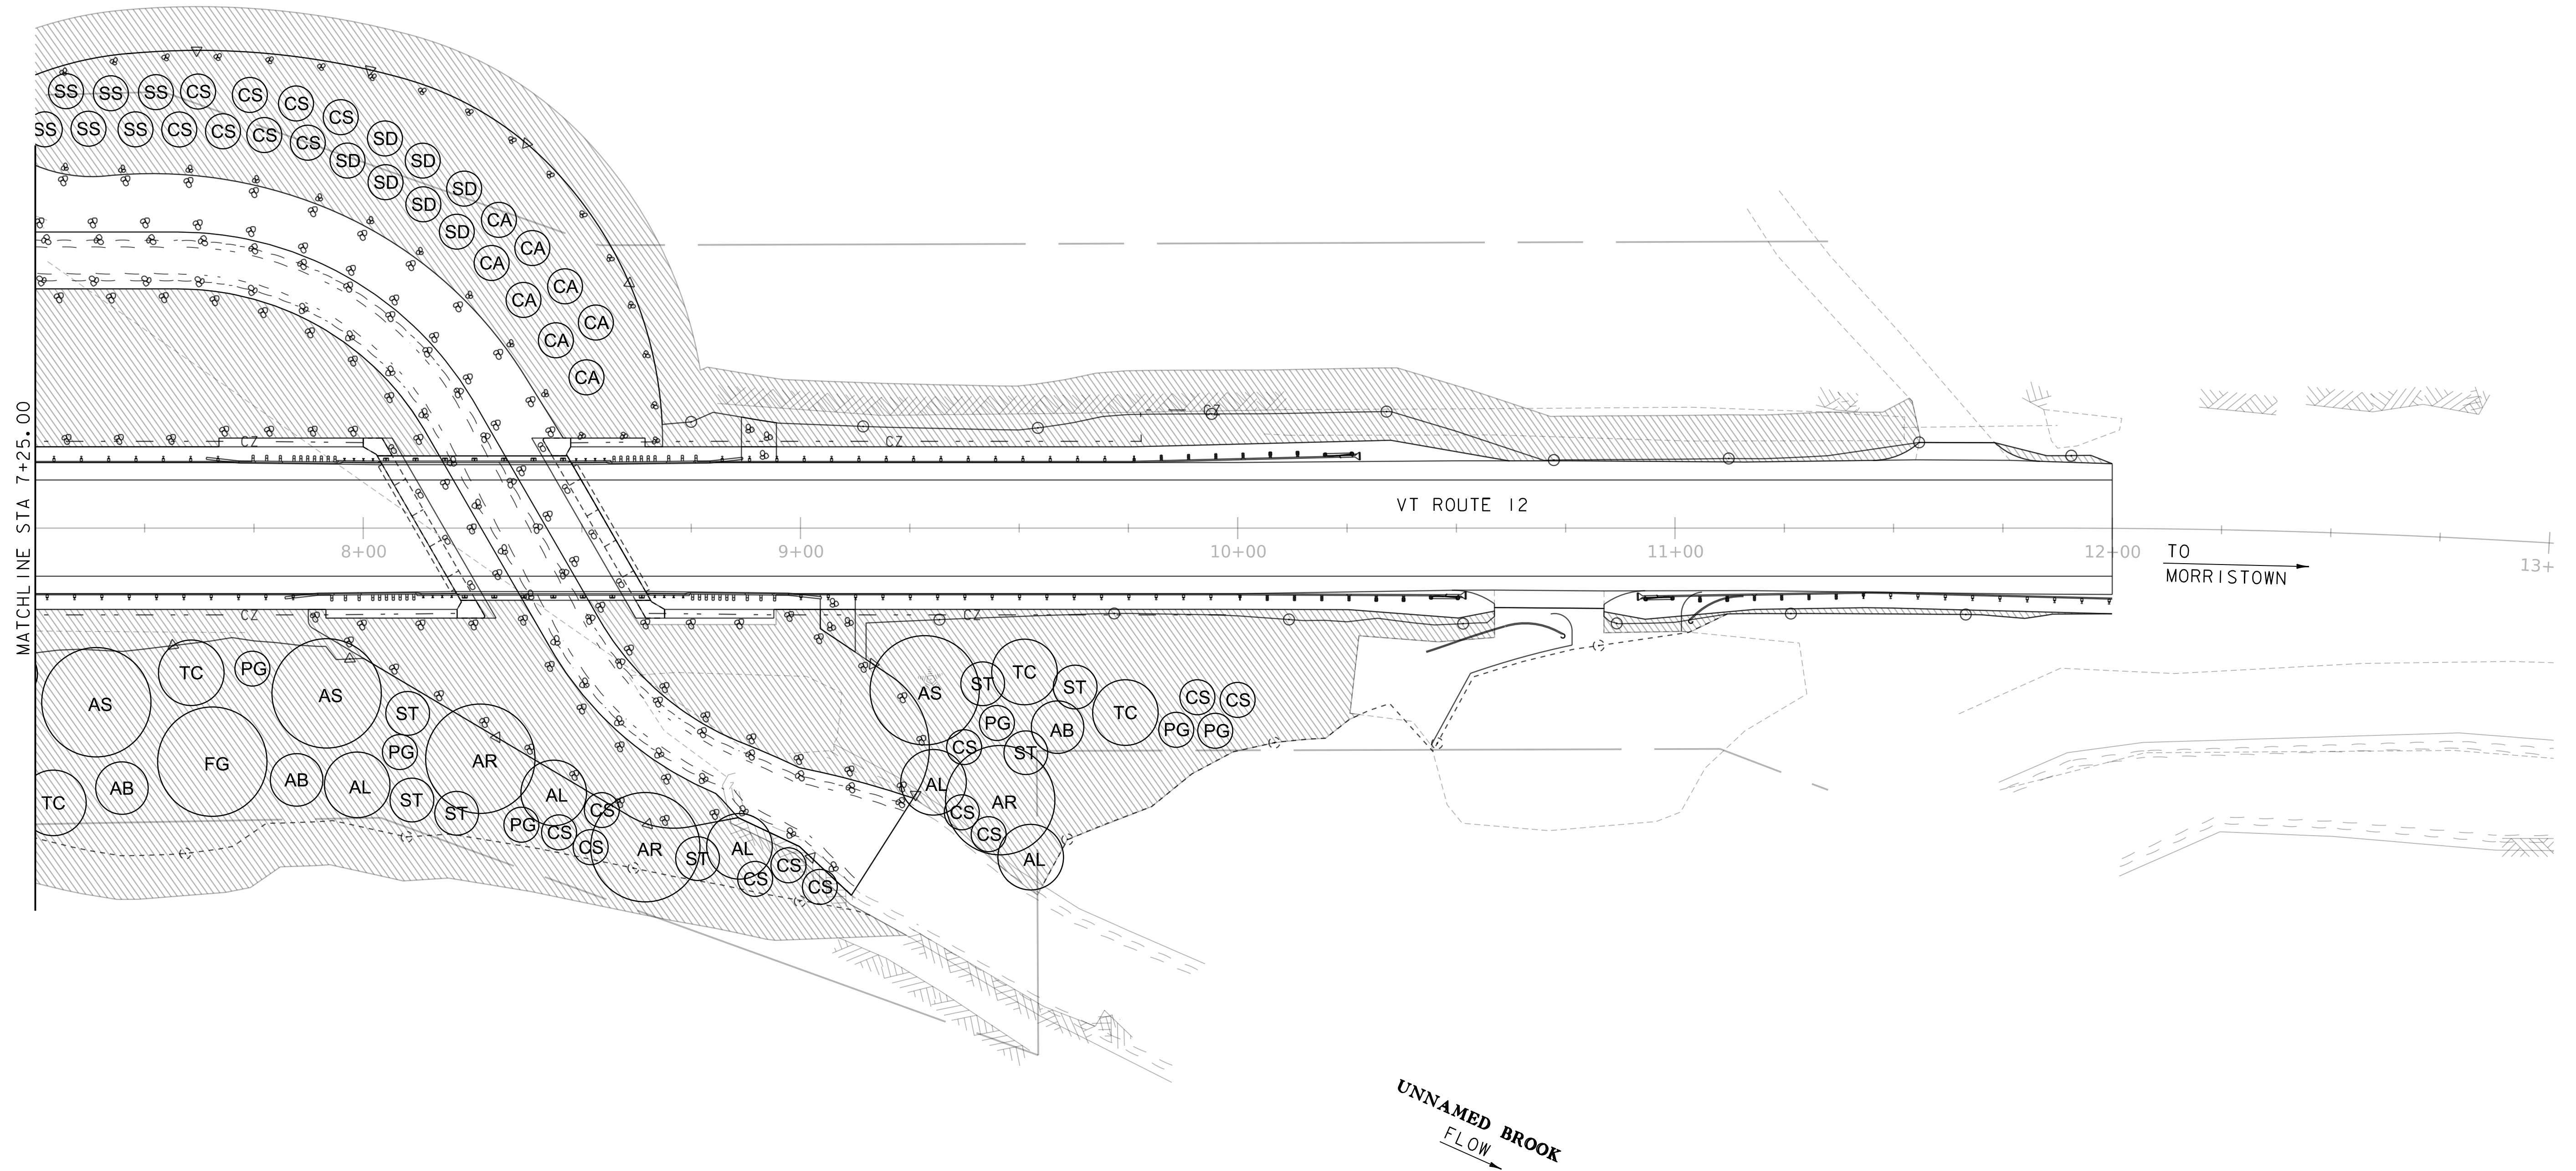 SS SS SS CS CS CS CS
SS SS SS CS CS CS CS SD SD
SD SD SD
SD CA
SD CA
CA CA
CA CA
CA
CA
CZ
CZ CZ
MATCHLINE STA 7+25.00
VT ROUTE 12
8+00 9+00 10+00 11+00 12+00 13+
TO
MORRISTOWN
CZ CZ
TC PG AS AS ST TC ST CS CS
AS ST PG AB TC PG PG
FG PG AR CS ST
TC AB AB AL ST ST AL CS AL AR
PG CS CS CS CS
AR ST AL CS AL
CS CS
UNNAMED BROOK
FLOW